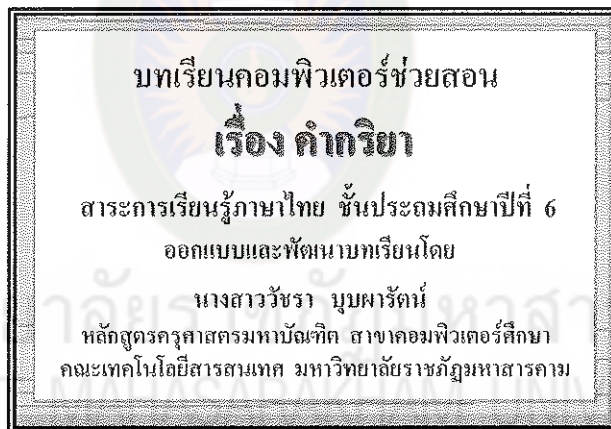 บทเรียนคอมพิวเตอร์ช่วยสอน
เรื่อง คำกริยา
สาระการเรียนรู้ภาษาไทย ชั้นประถมศึกษาปีที่ 6
ออกแบบและพัฒนาบทเรียนโดย
นางสาววัชรา บุบผารัตน์
หลักสูตรครุศาสตรมหาบัณฑิต สาขาคอมพิวเตอร์ศึกษา
คณะเทคโนโลยีสารสนเทศ มหาวิทยาลัยราชภัฏมหาสารคาม